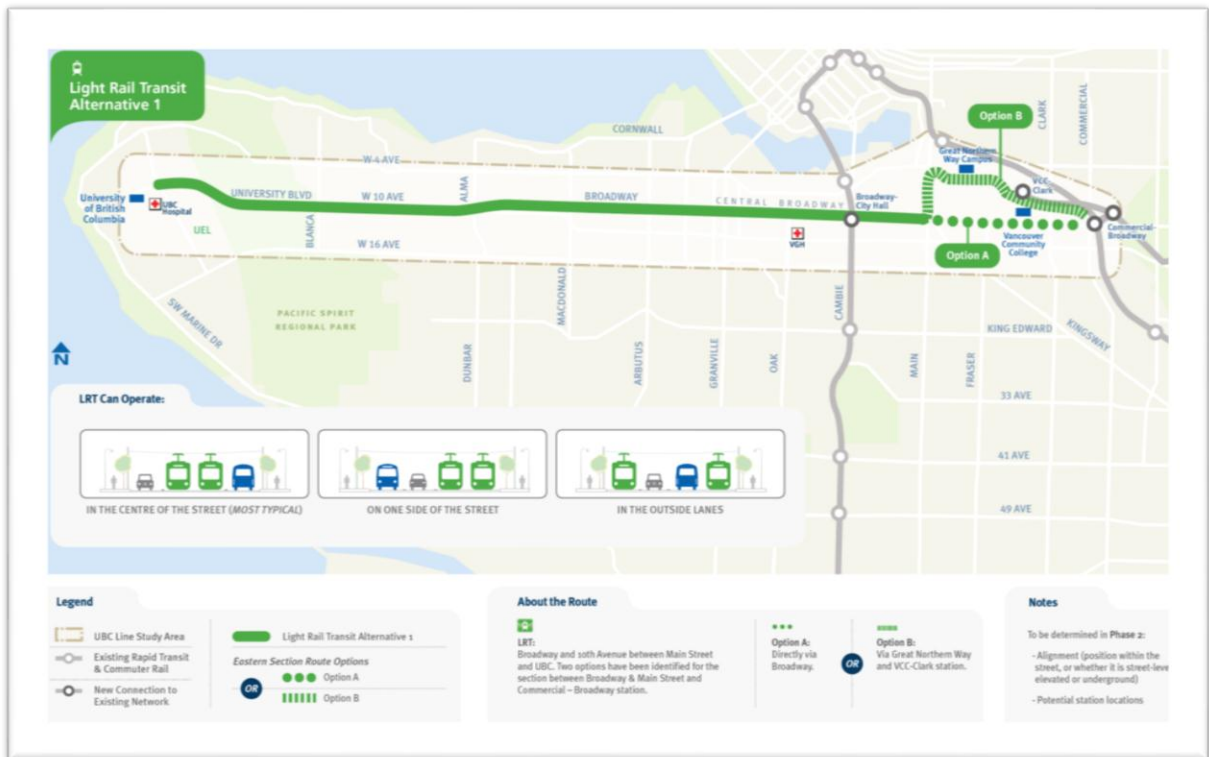 Light Rail Transit
Alternative 1
Option B
CLARK
COMMERCIAL
CORNWALL
Great Northern
Way Campus
W 4 AVE
VCC
Clark
University
of British
Columbia
UBC
Hospital
UNIVERSITY BLVD
W 10 AVE
ALMA
BROADWAY
CENTRAL BROADWAY
Broadway-
City Hall
Commercial-
Broadway
UEL
BLANCA
W 16 AVE
VGH
Vancouver
Community
College
Option A
SW MARINE DR
PACIFIC SPIRIT
REGIONAL PARK
MACDONALD
CAMBIE
KING EDWARD
KINGSWAY
N
DUNBAR
ARBUTUS
GRANVILLE
OAK
MAIN
FRASER
33 AVE
41 AVE
49 AVE
LRT Can Operate:
IN THE CENTRE OF THE STREET (MOST TYPICAL)
ON ONE SIDE OF THE STREET
IN THE OUTSIDE LANES
Legend
UBC Line Study Area
Existing Rapid Transit
& Commuter Rail
New Connection to
Existing Network
Light Rail Transit Alternative 1
Eastern Section Route Options
OR
Option A
Option B
About the Route
LRT:
Broadway and 10th Avenue between Main Street
and UBC. Two options have been identified for the
section between Broadway & Main Street and
Commercial – Broadway station.
Option A:
Directly via
Broadway.
OR
Option B:
Via Great Northern Way
and VCC-Clark station.
Notes
To be determined in Phase 2:
- Alignment (position within the
street, or whether it is street-leve
elevated or underground)
- Potential station locations